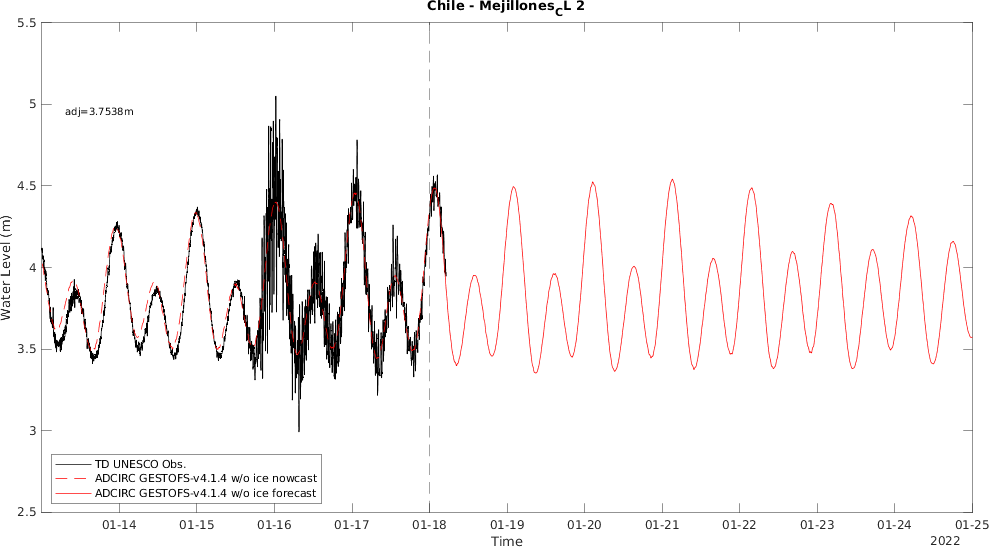 Chile - Mejillones_CL 2
5.5
5
4.5
4
3.5
3
2.5
Water Level (m)
adj=3.7538m
TD UNESCO Obs.
ADCIRC GESTOFS-v4.1.4 w/o ice nowcast
ADCIRC GESTOFS-v4.1.4 w/o ice forecast
01-14 01-15 01-16 01-17 01-18 01-19 01-20 01-21 01-22 01-23 01-24 01-25
Time
2022